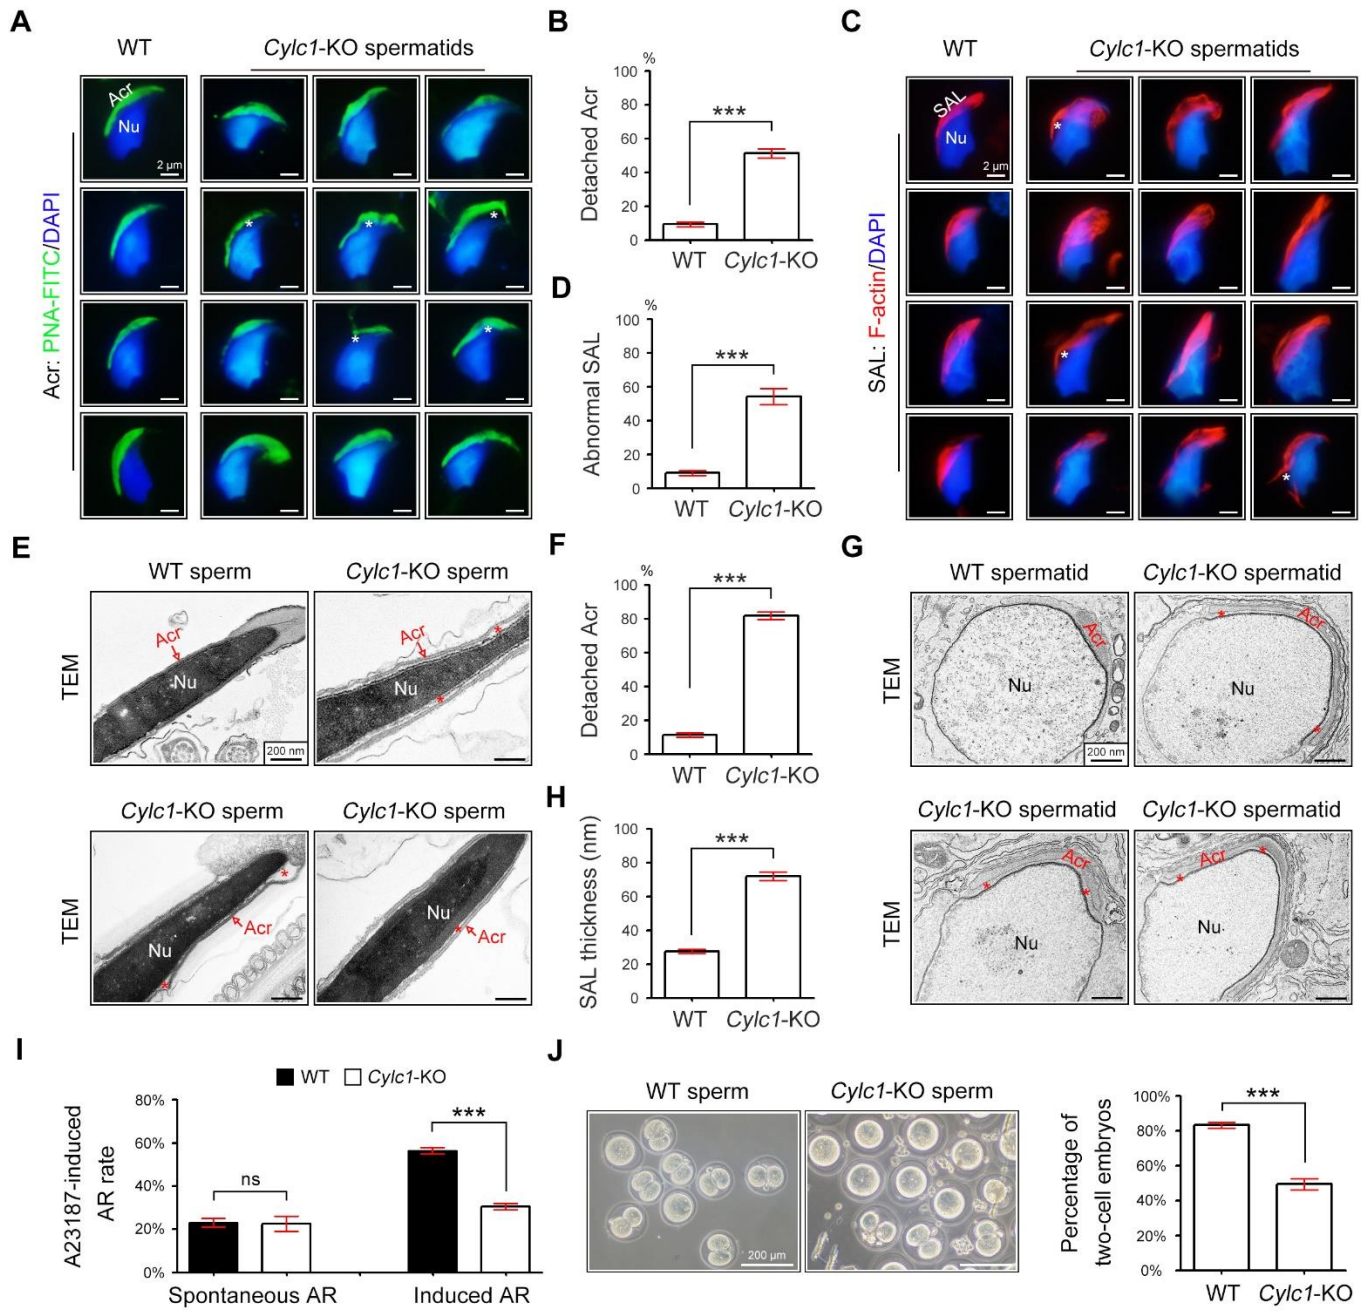 A
WT
Cylc1-KO spermatids
Acr: PNA-FITC/DAPI
Acr
Nu
2 µm
*
*
*
*
*
B
%
Detached Acr
100
80
60
40
20
0
***
WT
Cylc1-KO
C
WT
Cylc1-KO spermatids
SAL: F-actin/DAPI
SAL
Nu
2 µm
*
*
*
D
%
Abnormal SAL
100
80
60
40
20
0
***
WT
Cylc1-KO
E
WT sperm
Cylc1-KO sperm
TEM
Acr
Nu
200 nm
Acr
Nu
*
*
Cylc1-KO sperm
Cylc1-KO sperm
TEM
Nu
Acr
*
*
Nu
*
Acr
F
%
Detached Acr
100
80
60
40
20
0
***
WT
Cylc1-KO
G
WT spermatid
Cylc1-KO spermatid
TEM
Acr
Nu
200 nm
*
Acr
Nu
*
Cylc1-KO spermatid
Cylc1-KO spermatid
TEM
Acr
*
*
Nu
Acr
*
*
Nu
H
SAL thickness (nm)
100
80
60
40
20
0
***
WT
Cylc1-KO
I
WT
Cylc1-KO
A23187-induced
AR rate
80%
60%
40%
20%
0%
ns
***
Spontaneous AR
Induced AR
J
WT sperm
Cylc1-KO sperm
200 µm
Percentage of
two-cell embryos
100%
80%
60%
40%
20%
0%
***
WT
Cylc1-KO